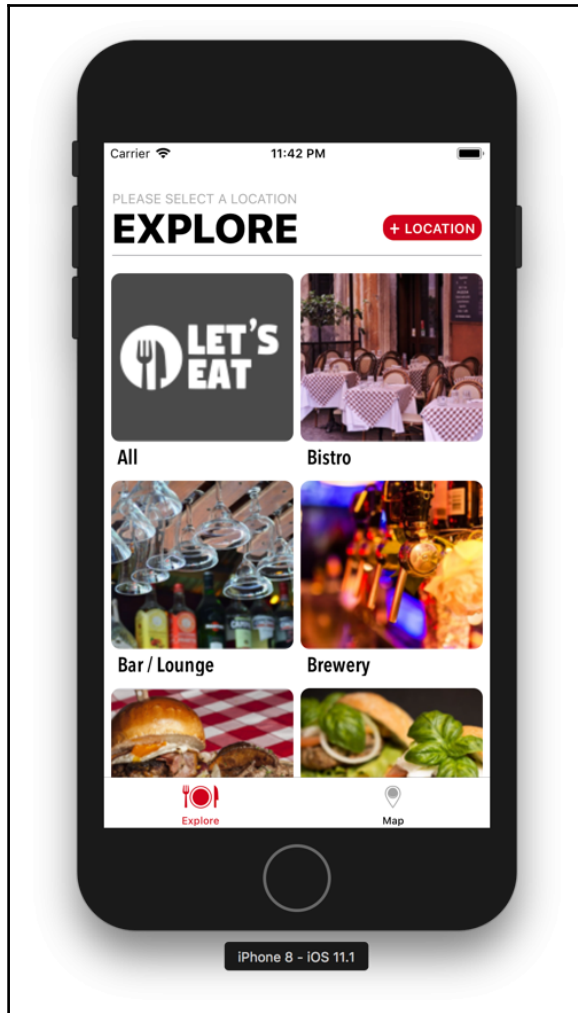 Carrier 11:42 PM
PLEASE SELECT A LOCATION
EXPLORE
+ LOCATION
LET'S
EAT
All
Bistro
Bar / Lounge
Brewery
Explore
Map
iPhone 8 – iOS 11.1